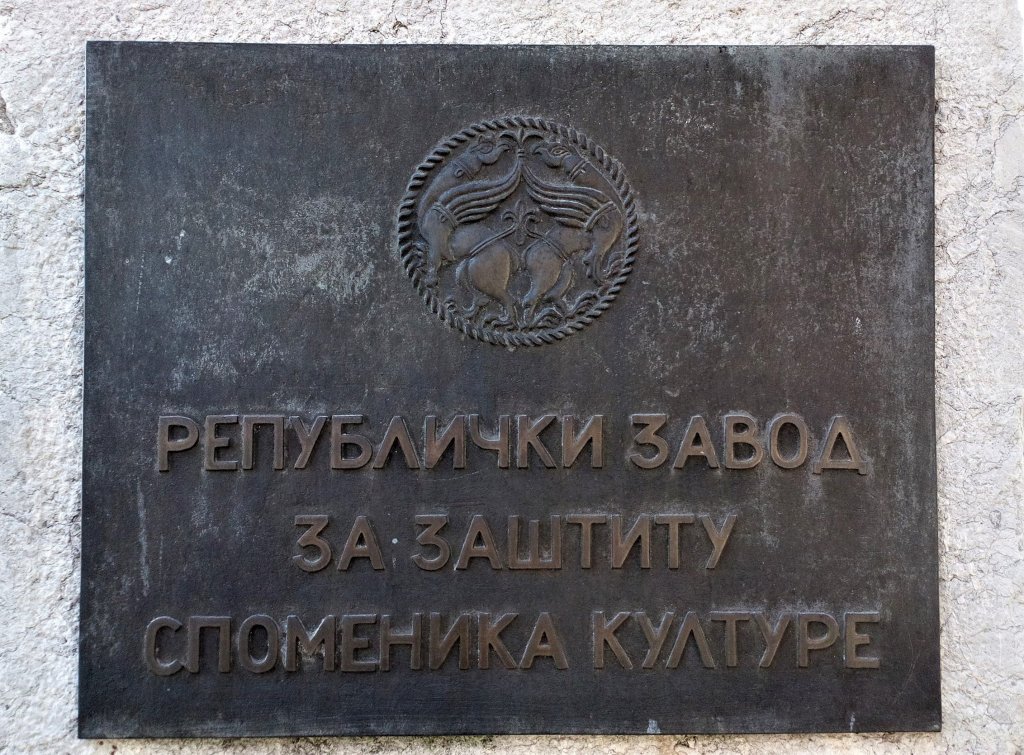 РЕПУБЛИЧКИ ЗАВОД
ЗА ЗАШТИТУ
СПОМЕНИКА КУЛТУРЕ